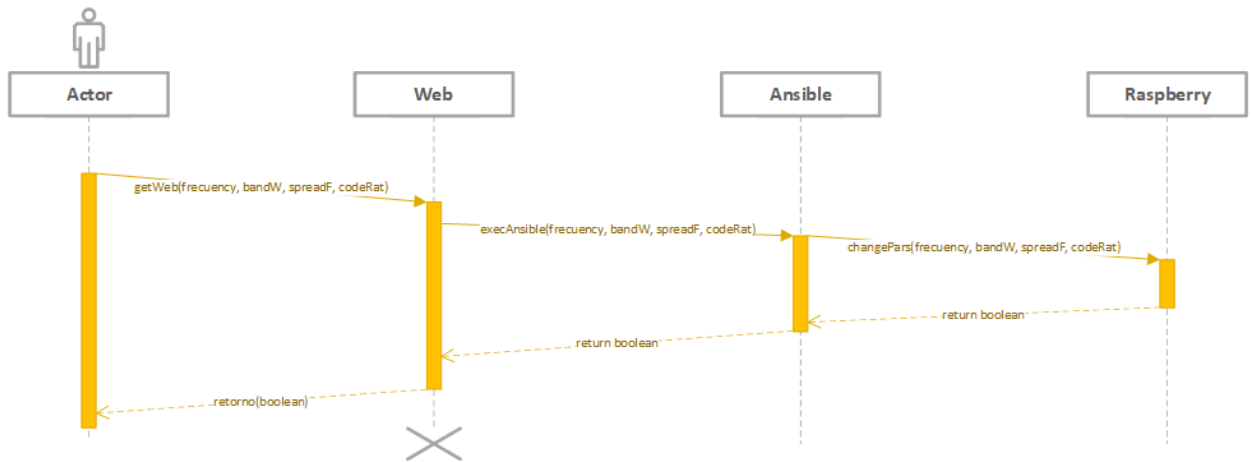 Actor
Web
Ansible
Raspberry
getWeb(frecuency, bandW, spreadF, codeRat)
execAnsible(frecuency, bandW, spreadF, codeRat)
changePars(frecuency, bandW, spreadF, codeRat)
return boolean
return boolean
retorno(boolean)